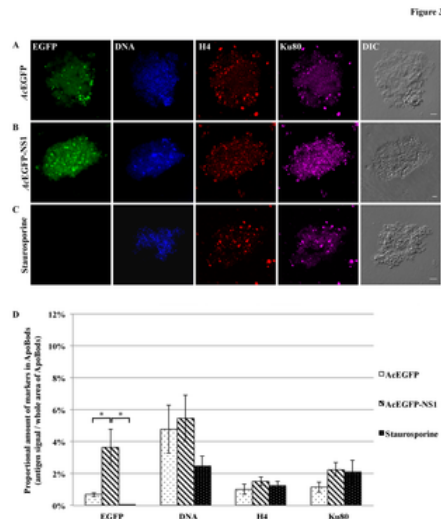 Figure 3
A
EGFP DNA H4 Ku80 DIC
AcEGFP
B
AcEGFP-NS1
C
Staurosporine
D
Proportional amount of markers in ApoBods
(antigen signal / whole area of ApoBods)
12%
10%
8%
6%
4%
2%
0%
* *
EGFP DNA H4 Ku80
AcEGFP
AcEGFP-NS1
Staurosporine